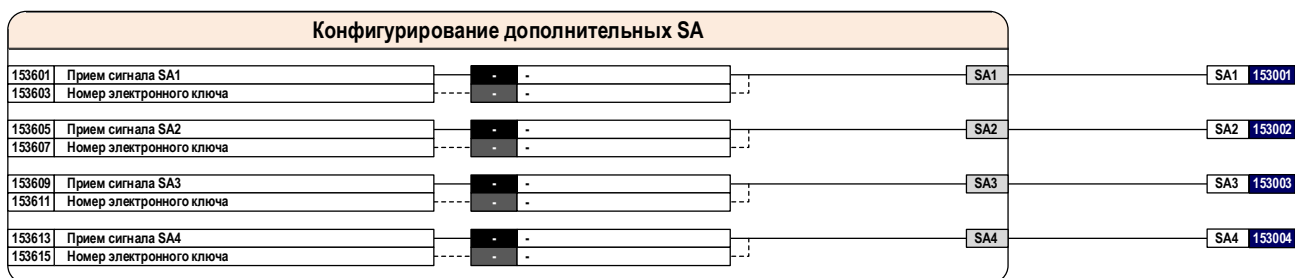 Конфигурирование дополнительных SA
153601 Прием сигнала SA1 - - SA1 SA1 153001
153603 Номер электронного ключа - -
153605 Прием сигнала SA2 - - SA2 SA2 153002
153607 Номер электронного ключа - -
153609 Прием сигнала SA3 - - SA3 SA3 153003
153611 Номер электронного ключа - -
153613 Прием сигнала SA4 - - SA4 SA4 153004
153615 Номер электронного ключа - -